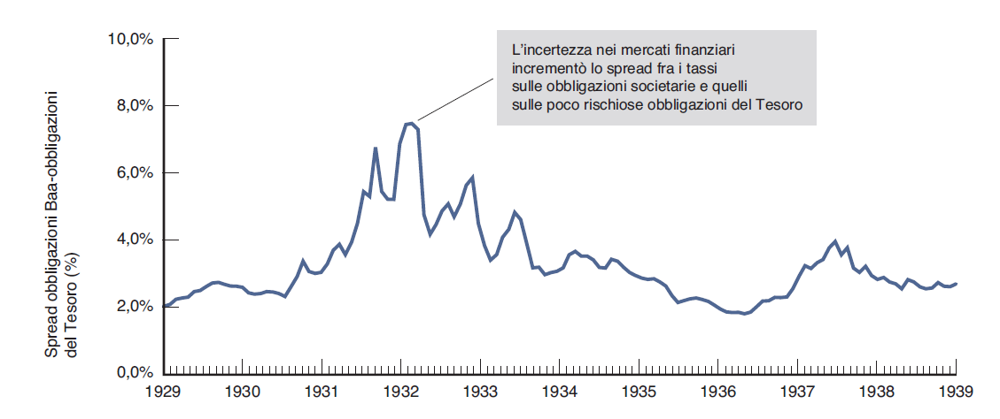 10,0%
L’incertezza nei mercati finanziari
incrementò lo spread fra i tassi
sulle obbligazioni societarie e quelli
sulle poco rischiose obbligazioni del Tesoro
8,0%
6,0%
4,0%
2,0%
0,0%
Spread obbligazioni Baa-obbligazioni
del Tesoro (%)
1929 1930 1931 1932 1933 1934 1935 1936 1937 1938 1939